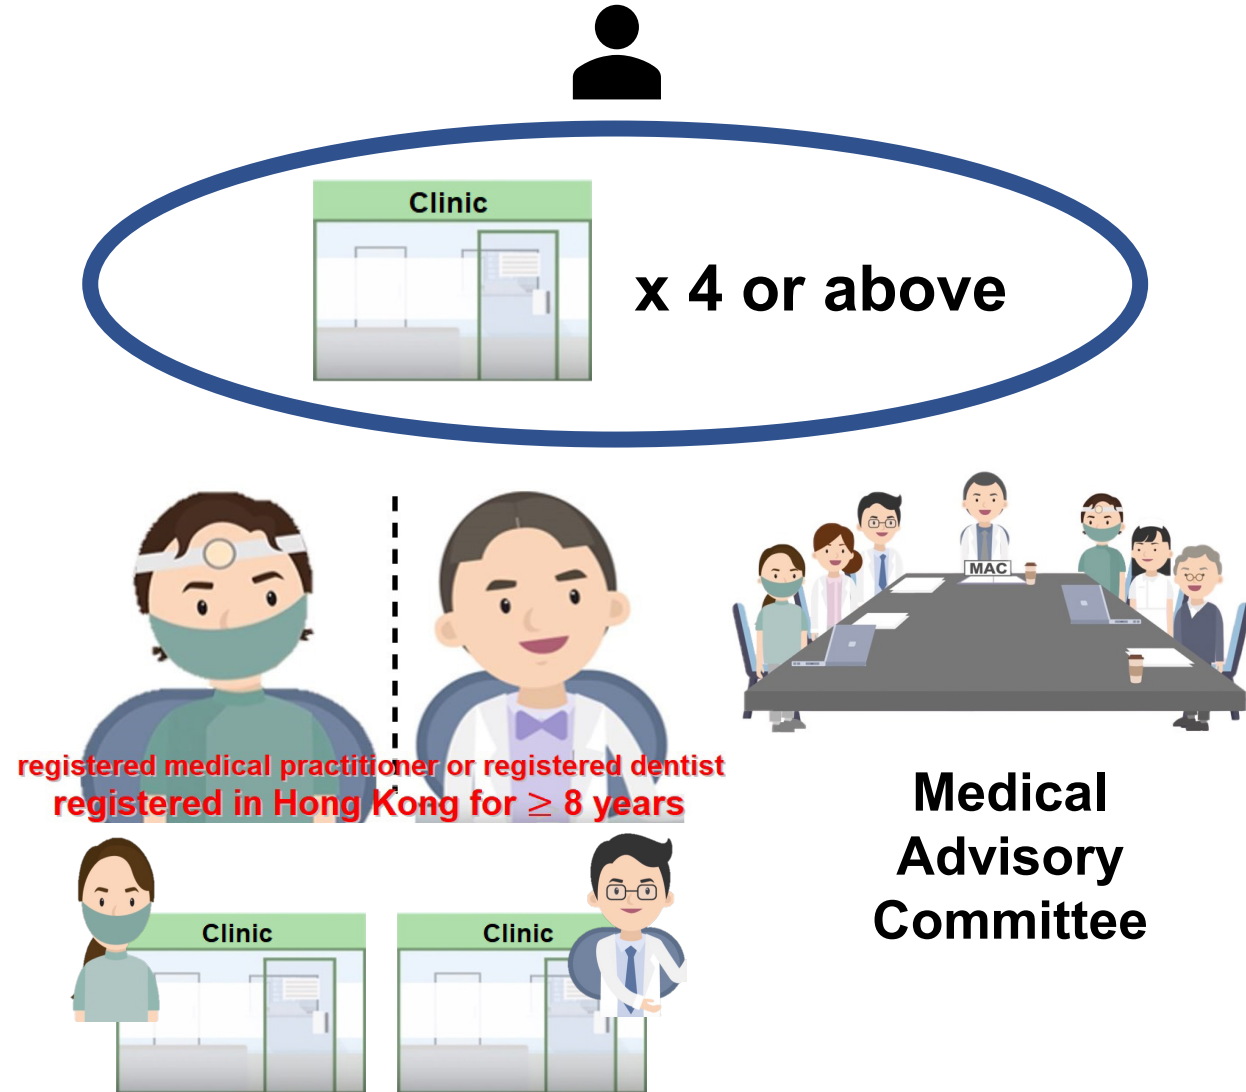 Clinic
x 4 or above
MAC
registered medical practitioner or registered dentist
registered in Hong Kong for ≥ 8 years
Medical
Advisory
Committee
Clinic
Clinic